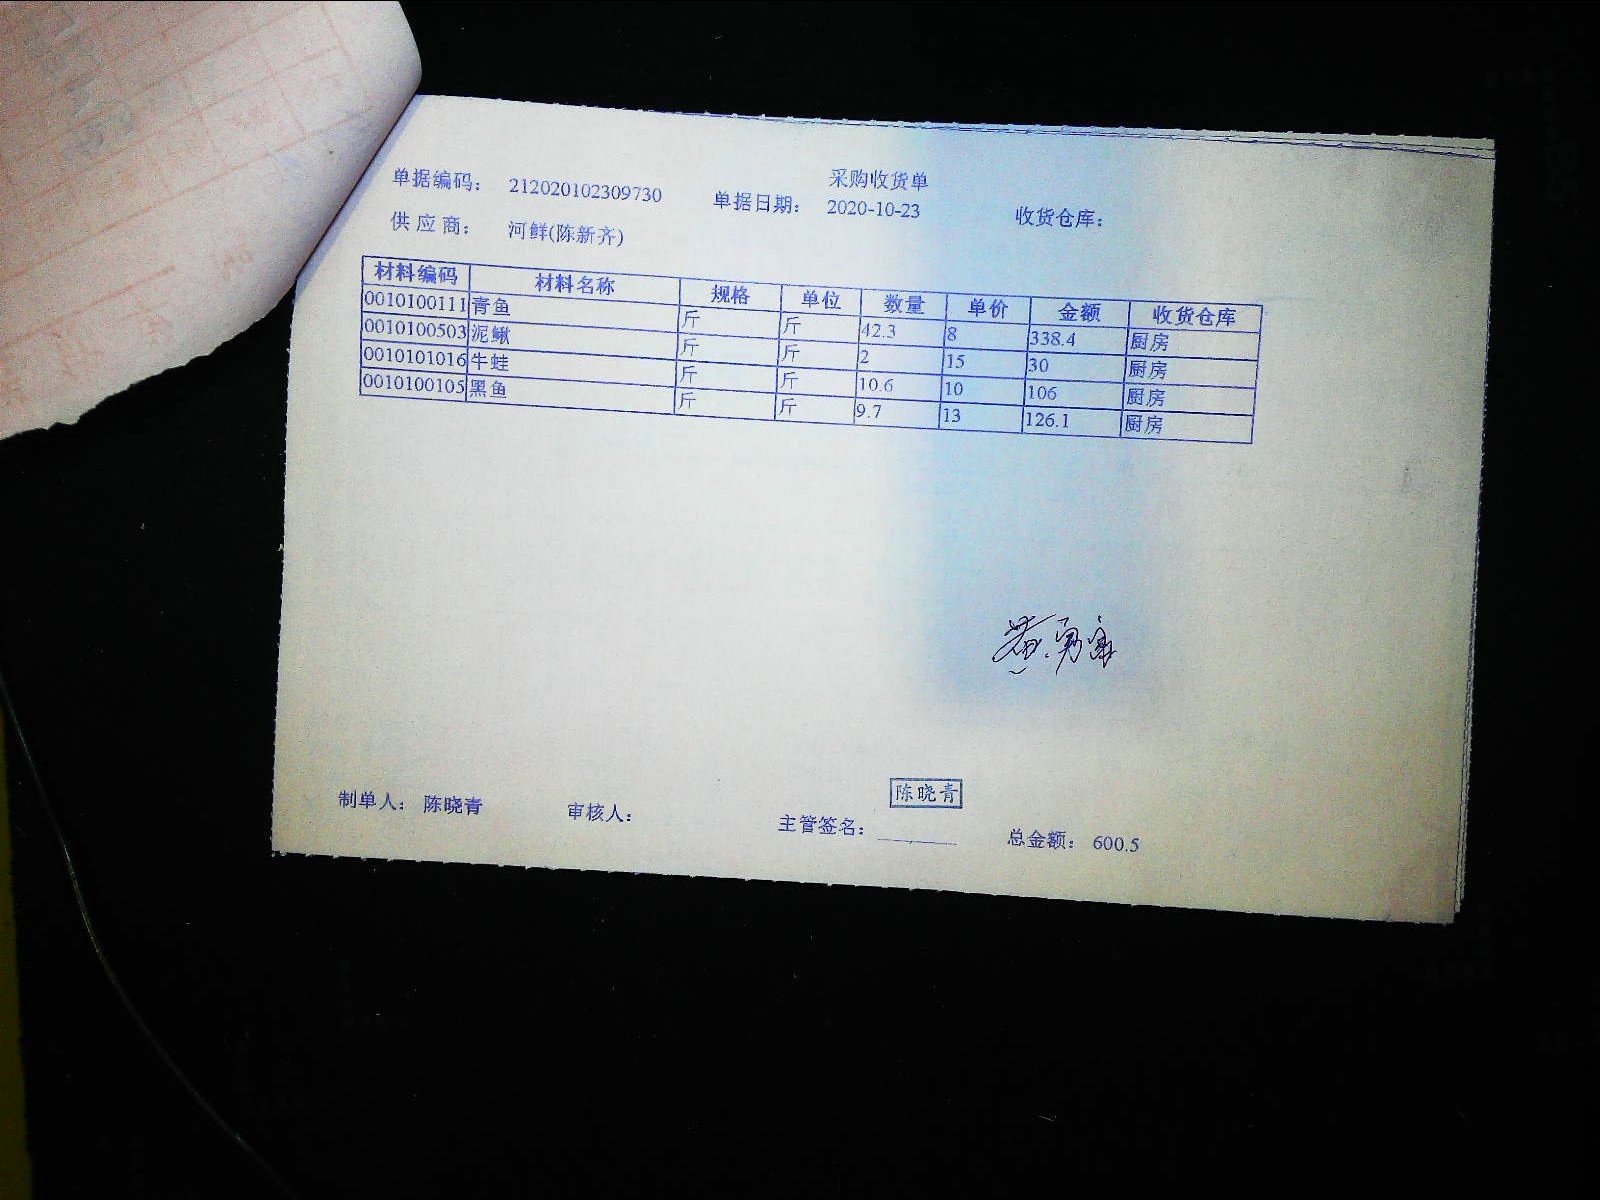 采购收货单
单据编码： 212020102309730 单据日期： 2020-10-23 收货仓库：
供应商： 河鲜(陈新齐)
材料编码 材料名称 规格 单位 数量 单价 金额 收货仓库
0010100111 青鱼 斤 斤 42.3 8 338.4 厨房
0010100503 泥鳅 斤 斤 2 15 30 厨房
0010101016 牛蛙 斤 斤 10.6 10 106 厨房
0010100105 黑鱼 斤 斤 9.7 13 126.1 厨房
陈晓青
制单人： 陈晓青 审核人： 主管签名： 总金额： 600.5